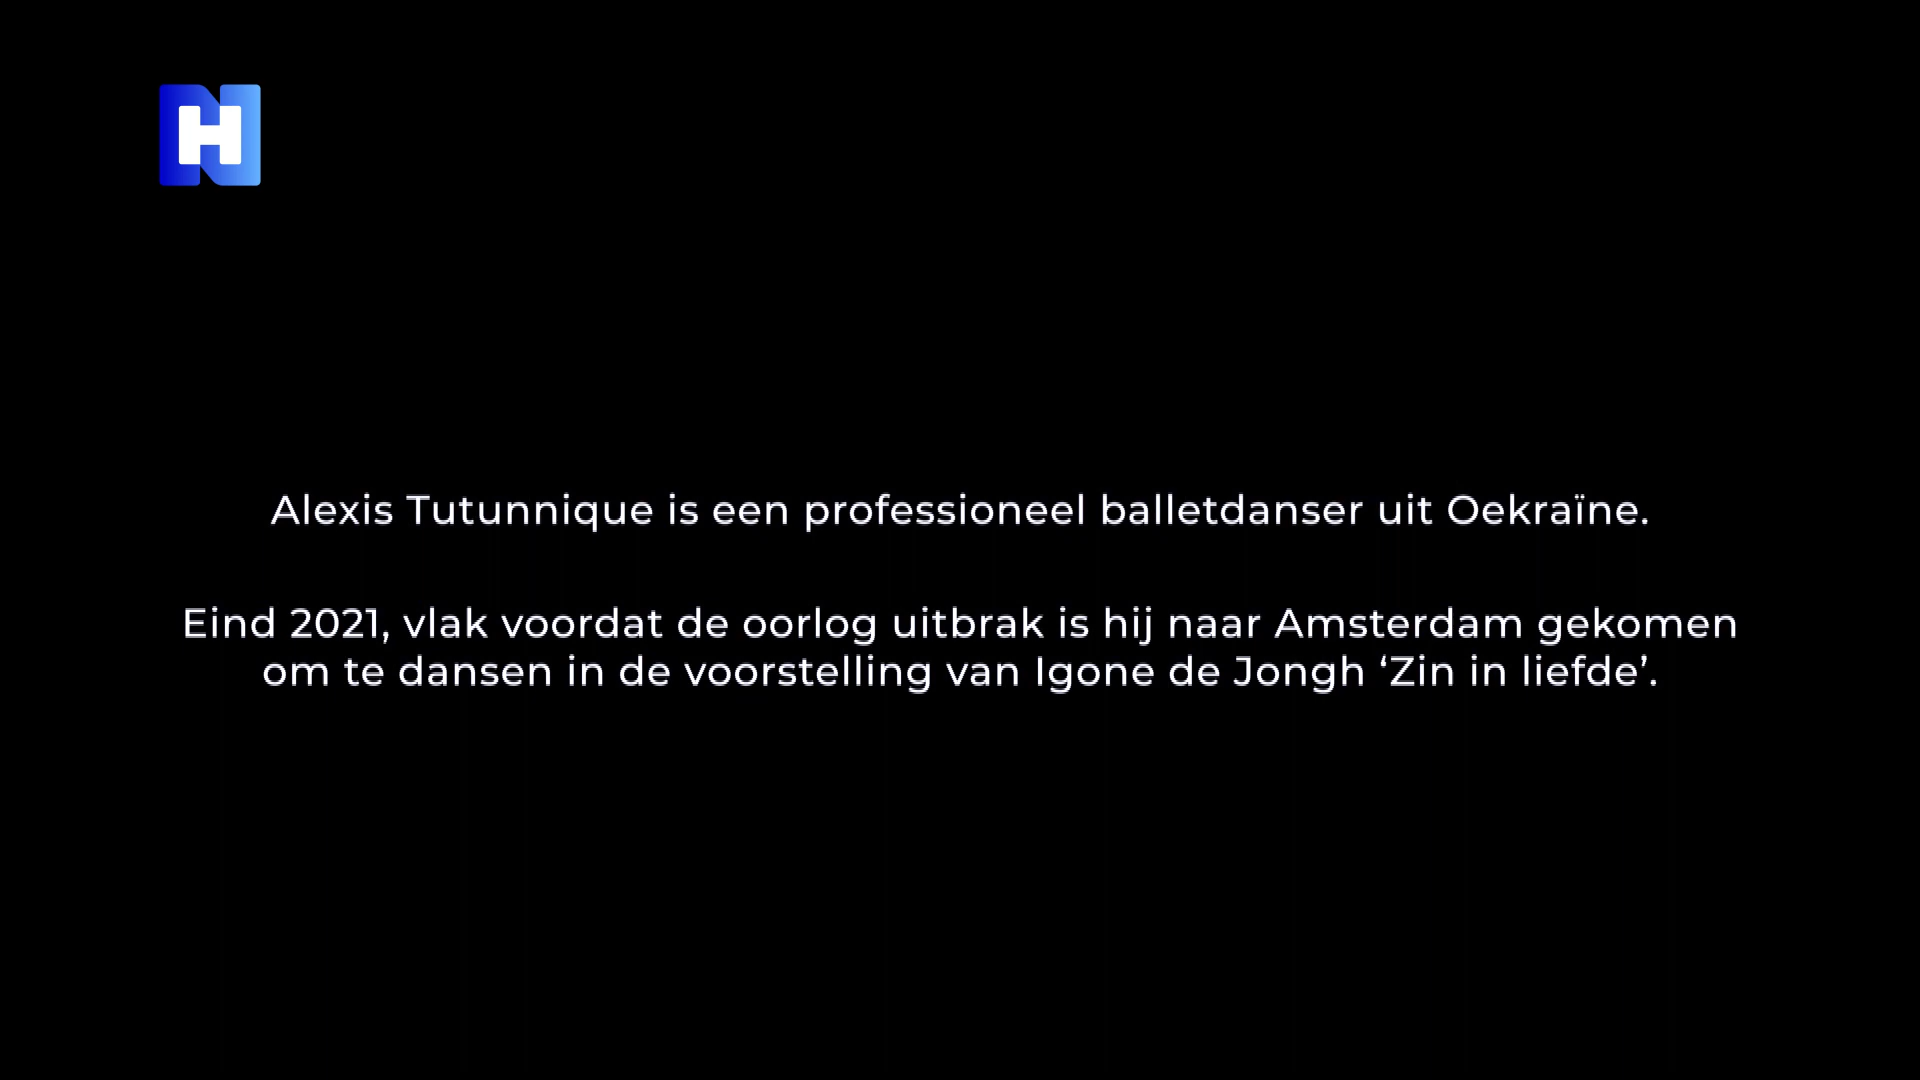 NH
Alexis Tutunnique is een professioneel balletdanser uit Oekraïne.
Eind 2021, vlak voordat de oorlog uitbrak is hij naar Amsterdam gekomen
om te dansen in de voorstelling van Igone de Jongh ‘Zin in liefde’.